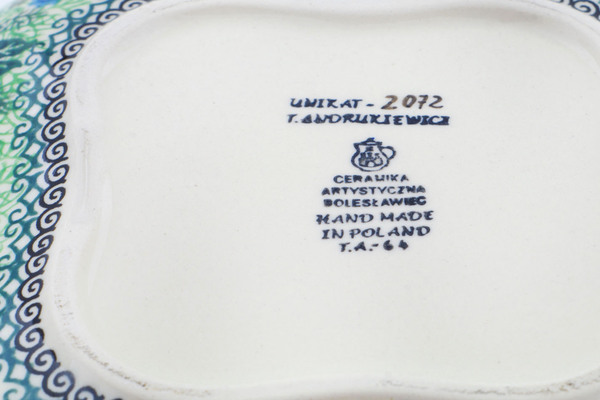 UNIKAT - 2072
T. ANDRUKIEWICZ
CERAMIKA
ARTYSTYCZNA
BOLESŁAWIEC
HAND MADE
IN POLAND
T.A.-64